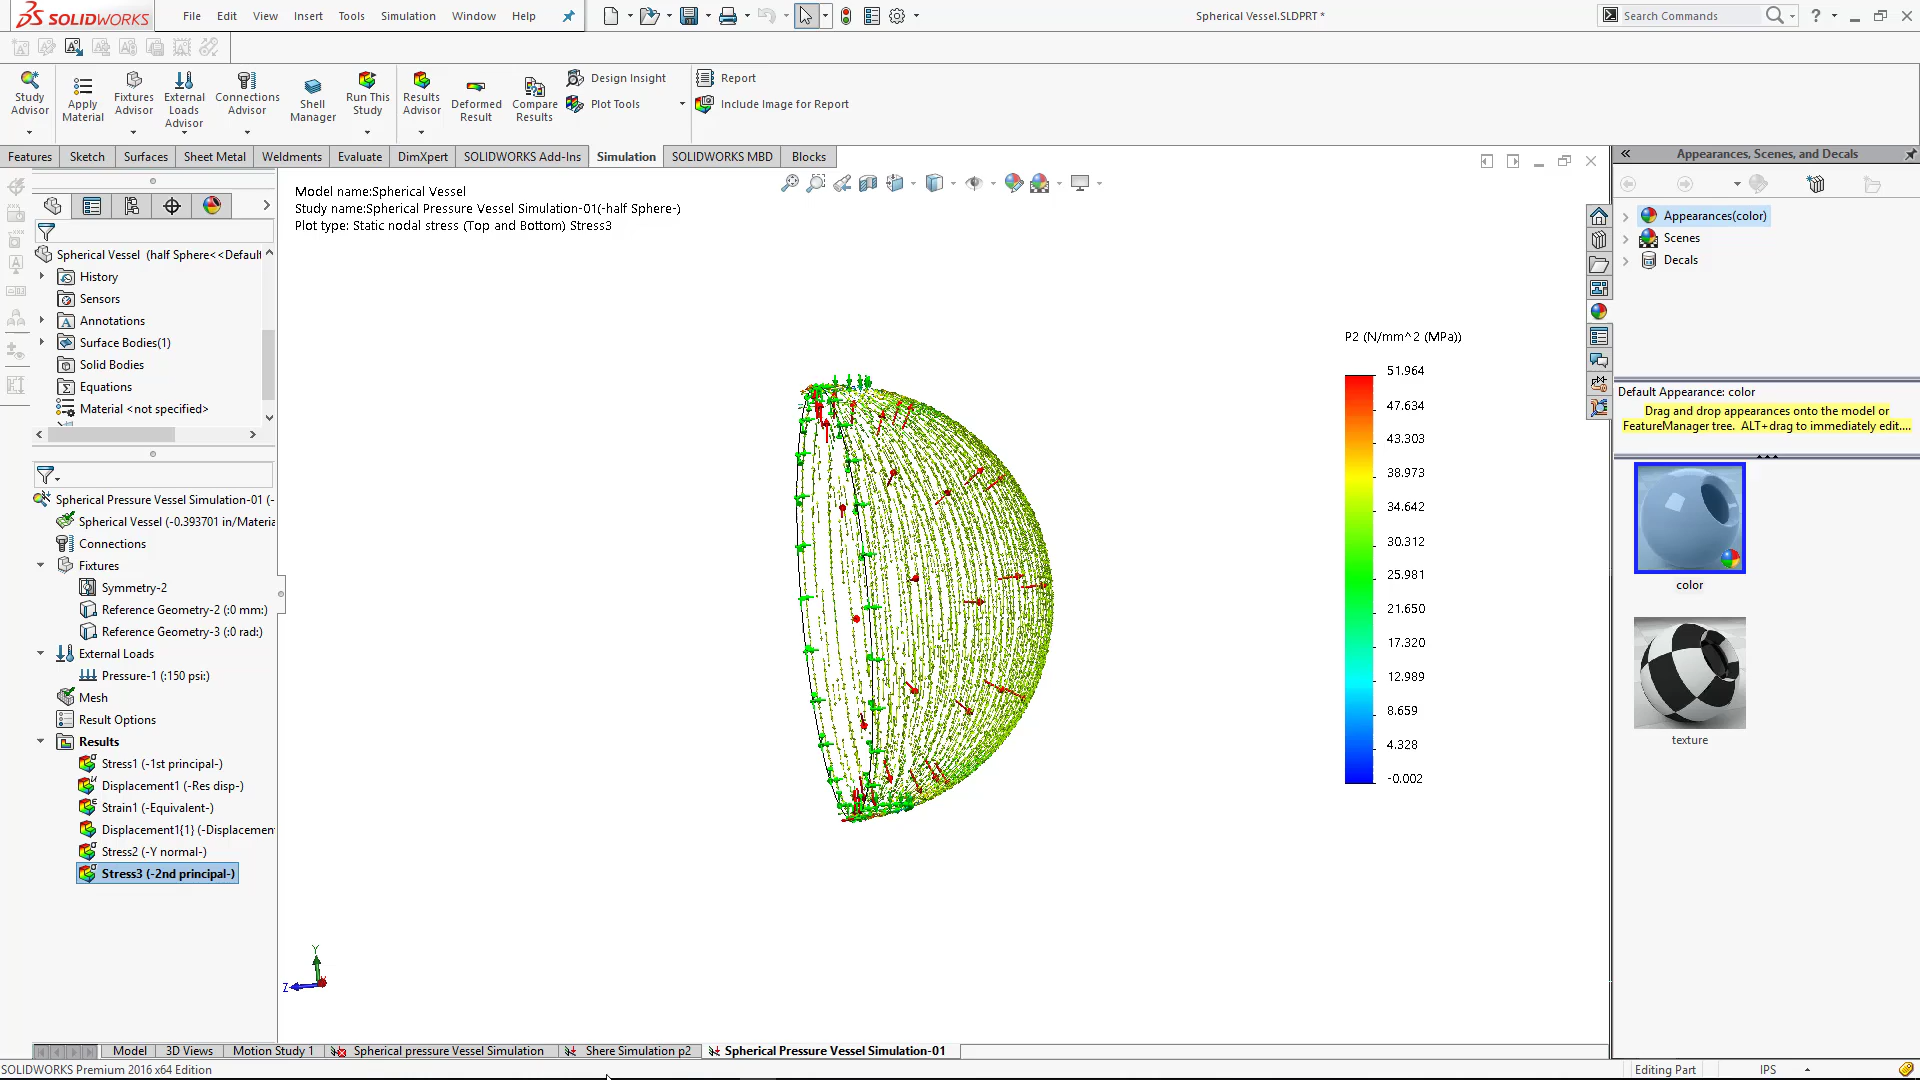 SOLIDWORKS
File Edit View Insert Tools Simulation Window Help
Spherical Vessel.SLDPRT *
Search Commands
Study Advisor
Apply Material
Fixtures Advisor
External Loads Advisor
Connections Advisor
Shell Manager
Run This Study
Results Advisor
Deformed Result
Compare Results
Design Insight
Plot Tools
Report
Include Image for Report
Features Sketch Surfaces Sheet Metal Weldments Evaluate DimXpert SOLIDWORKS Add-Ins Simulation SOLIDWORKS MBD Blocks
Spherical Vessel (half Sphere<<Default
History
Sensors
Annotations
Surface Bodies(1)
Solid Bodies
Equations
Material <not specified>
Spherical Pressure Vessel Simulation-01 (-
Spherical Vessel (-0.393701 in/Materia
Connections
Fixtures
Symmetry-2
Reference Geometry-2 (:0 mm:)
Reference Geometry-3 (:0 rad:)
External Loads
Pressure-1 (:150 psi:)
Mesh
Result Options
Results
Stress1 (-1st principal-)
Displacement1 (-Res disp-)
Strain1 (-Equivalent-)
Displacement1{1} (-Displacement
Stress2 (-Y normal-)
Stress3 (-2nd principal-)
Model name:Spherical Vessel
Study name:Spherical Pressure Vessel Simulation-01(-half Sphere-)
Plot type: Static nodal stress (Top and Bottom) Stress3
P2 (N/mm^2 (MPa))
51.964
47.634
43.303
38.973
34.642
30.312
25.981
21.650
17.320
12.989
8.659
4.328
-0.002
Y
Z
Appearances, Scenes, and Decals
Appearances(color)
Scenes
Decals
Default Appearance: color
Drag and drop appearances onto the model or
FeatureManager tree. ALT+drag to immediately edit....
color
texture
Model 3D Views Motion Study 1 Spherical pressure Vessel Simulation Shere Simulation p2 Spherical Pressure Vessel Simulation-01
SOLIDWORKS Premium 2016 x64 Edition
Editing Part
IPS